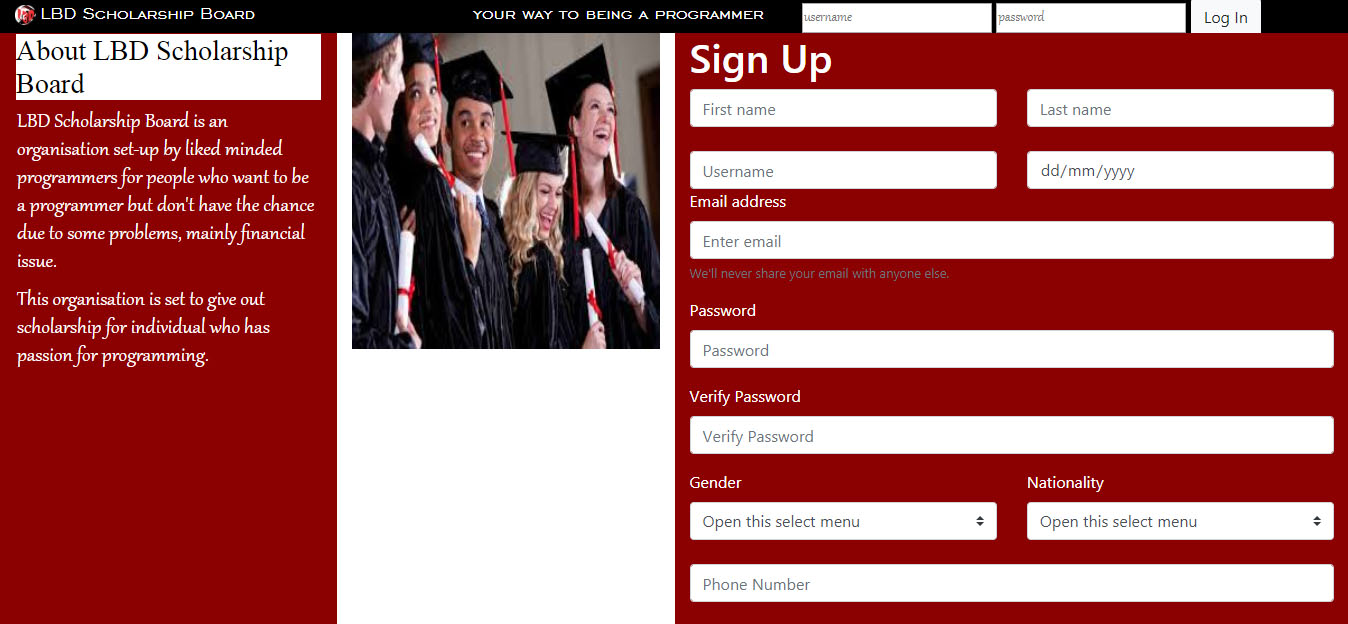 LBD Scholarship Board
your way to being a programmer
username
password
Log In
About LBD Scholarship
Board
LBD Scholarship Board is an
organisation set-up by liked minded
programmers for people who want to be
a programmer but don't have the chance
due to some problems, mainly financial
issue.
This organisation is set to give out
scholarship for individual who has
passion for programming.
Sign Up
First name
Last name
Username
dd/mm/yyyy
Email address
Enter email
We'll never share your email with anyone else.
Password
Password
Verify Password
Verify Password
Gender
Nationality
Open this select menu
Open this select menu
Phone Number